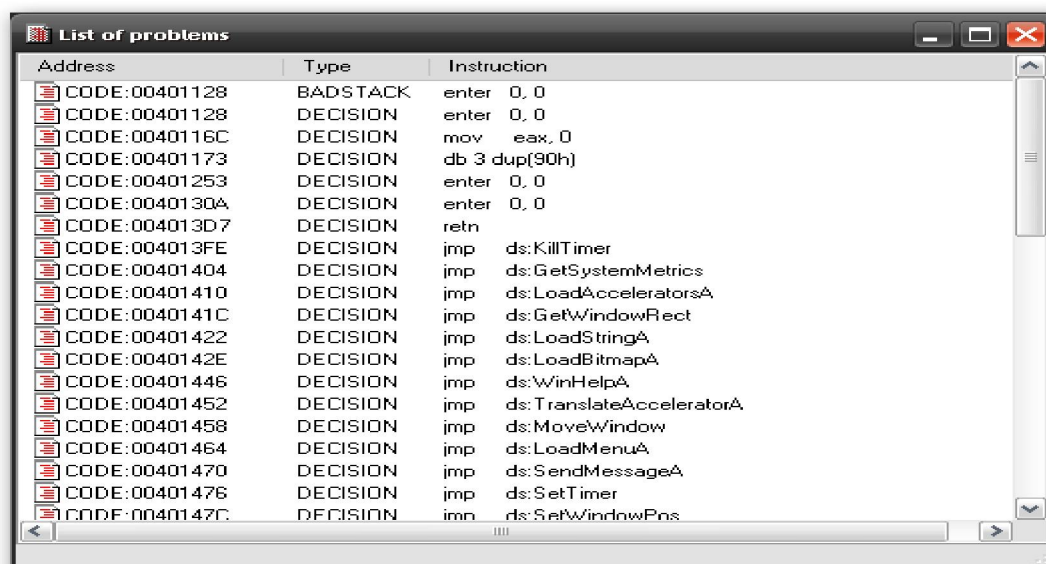 List of problems
Address Type Instruction
CODE:00401128 BADSTACK enter 0, 0
CODE:00401128 DECISION enter 0, 0
CODE:0040116C DECISION mov eax, 0
CODE:00401173 DECISION db 3 dup(90h)
CODE:00401253 DECISION enter 0, 0
CODE:0040130A DECISION enter 0, 0
CODE:004013D7 DECISION retn
CODE:004013FE DECISION jmp ds:KillTimer
CODE:00401404 DECISION jmp ds:GetSystemMetrics
CODE:00401410 DECISION jmp ds:LoadAcceleratorsA
CODE:0040141C DECISION jmp ds:GetWindowRect
CODE:00401422 DECISION jmp ds:LoadStringA
CODE:0040142E DECISION jmp ds:LoadBitmapA
CODE:00401446 DECISION jmp ds:WinHelpA
CODE:00401452 DECISION jmp ds:TranslateAcceleratorA
CODE:00401458 DECISION jmp ds:MoveWindow
CODE:00401464 DECISION jmp ds:LoadMenuA
CODE:00401470 DECISION jmp ds:SendMessageA
CODE:00401476 DECISION jmp ds:SetTimer
CODE:0040147C DECISION jmp ds:SetWindowPos